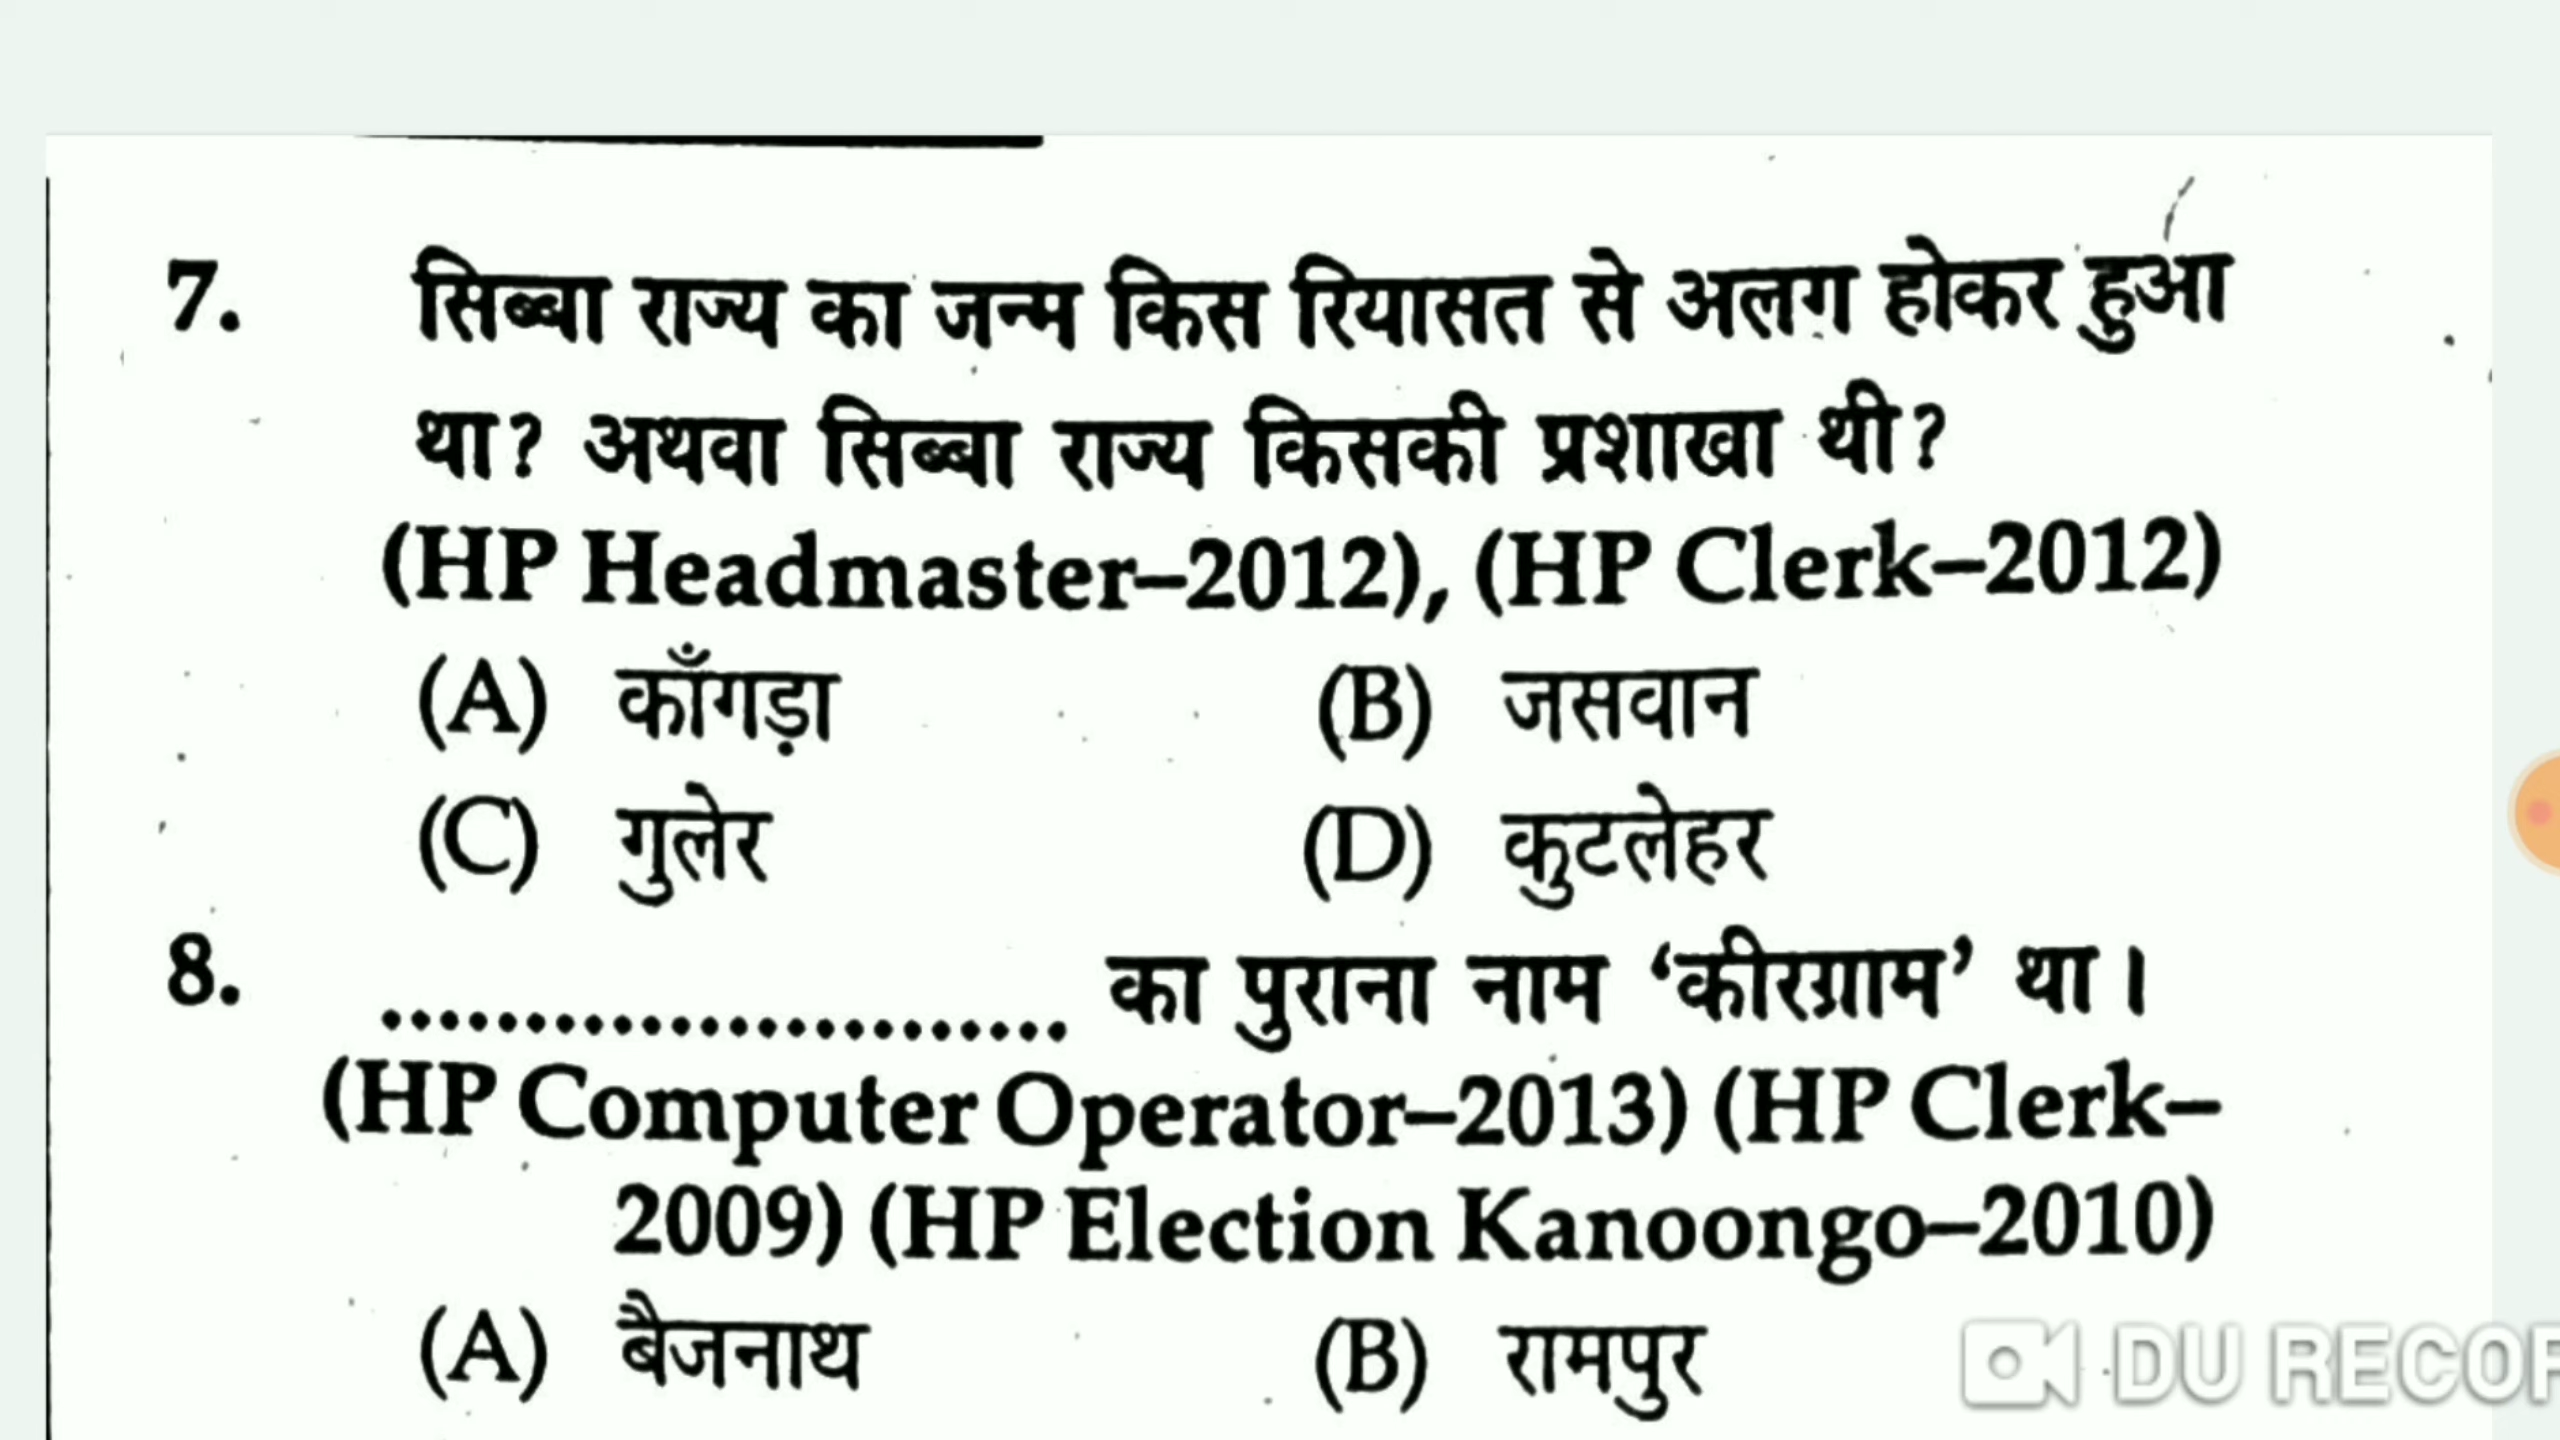 7. सिब्बा राज्य का जन्म किस रियासत से अलग होकर हुआ
था? अथवा सिब्बा राज्य किसकी प्रशाखा थी?
(HP Headmaster–2012), (HP Clerk–2012)
(A) काँगड़ा (B) जसवान
(C) गुलेर (D) कुटलेहर
8. ........................ का पुराना नाम ‘कीरग्राम’ था।
(HP Computer Operator–2013) (HP Clerk–
2009) (HP Election Kanoongo–2010)
(A) बैजनाथ (B) रामपुर
DU RECOR